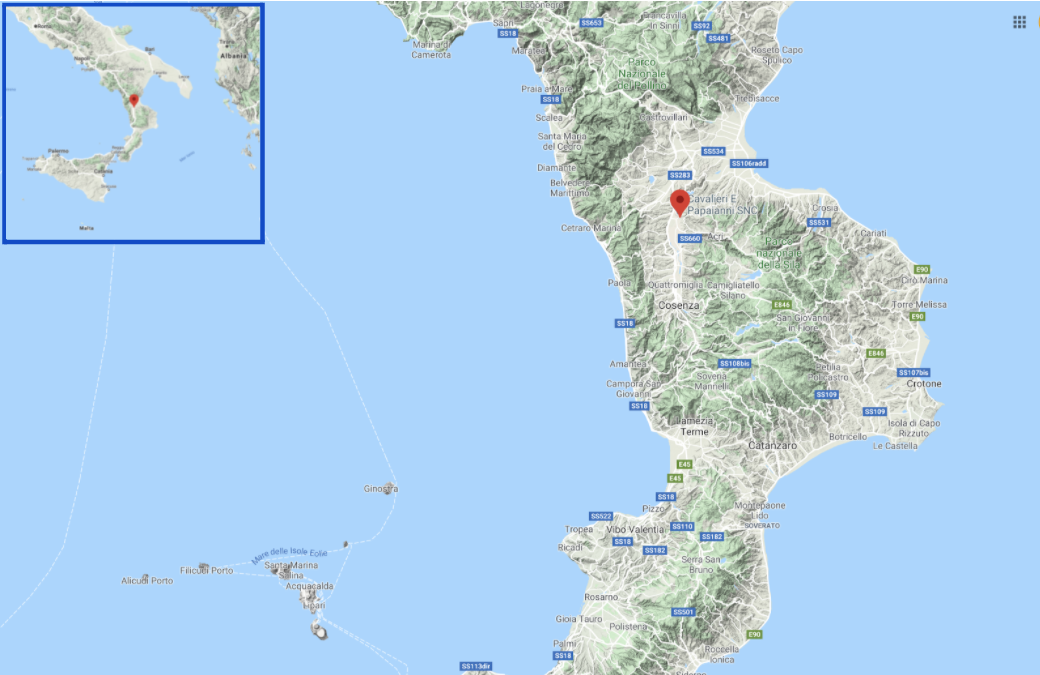 Lagonegro
Sapri
SS18
SS653
Francavilla
in Sinni
SS92
SS481
Marina di
Camerota
Maratea
Roseto Capo
Spulico
Parco
Nazionale
del Pollino
Praia a Mare
SS18
Trebisacce
Scalea
Castrovillari
Santa Maria
del Cedro
SS534
SS106radd
Diamante
SS283
Belvedere
Marittimo
Cavalieri E.
Papaianni SNC
Crosia
SS531
Cetraro Marina
SS660
Acri
Cariati
Parco
nazionale
della Sila
E90
Cirò Marina
Paola
Quattromiglia
Camigliatello
Silano
Cosenza
E846
Torre Melissa
E90
San Giovanni
in Fiore
SS18
E846
Amantea
SS108bis
Petilia
Policastro
SS107bis
Crotone
Soveria
Mannelli
Campora San
Giovanni
SS109
SS18
SS109
Isola di Capo
Rizzuto
Lamezia
Terme
Botricello
Le Castella
Catanzaro
E45
E45
Ginostra
SS18
Pizzo
Montepaone
Lido
SOVERATO
SS522
Tropea
Vibo Valentia
SS110
SS18
SS182
SS182
Ricadi
Mare delle Isole Eolie
Serra San
Bruno
Santa Marina
Salina
Filicudi Porto
Alicudi Porto
Acquacalda
Lipari
Rosarno
SS501
Gioia Tauro
Polistena
E90
Palmi
SS18
Roccella
Ionica
SS113dir
Siderno
Bari
Albania
Palermo
Catania
Malta